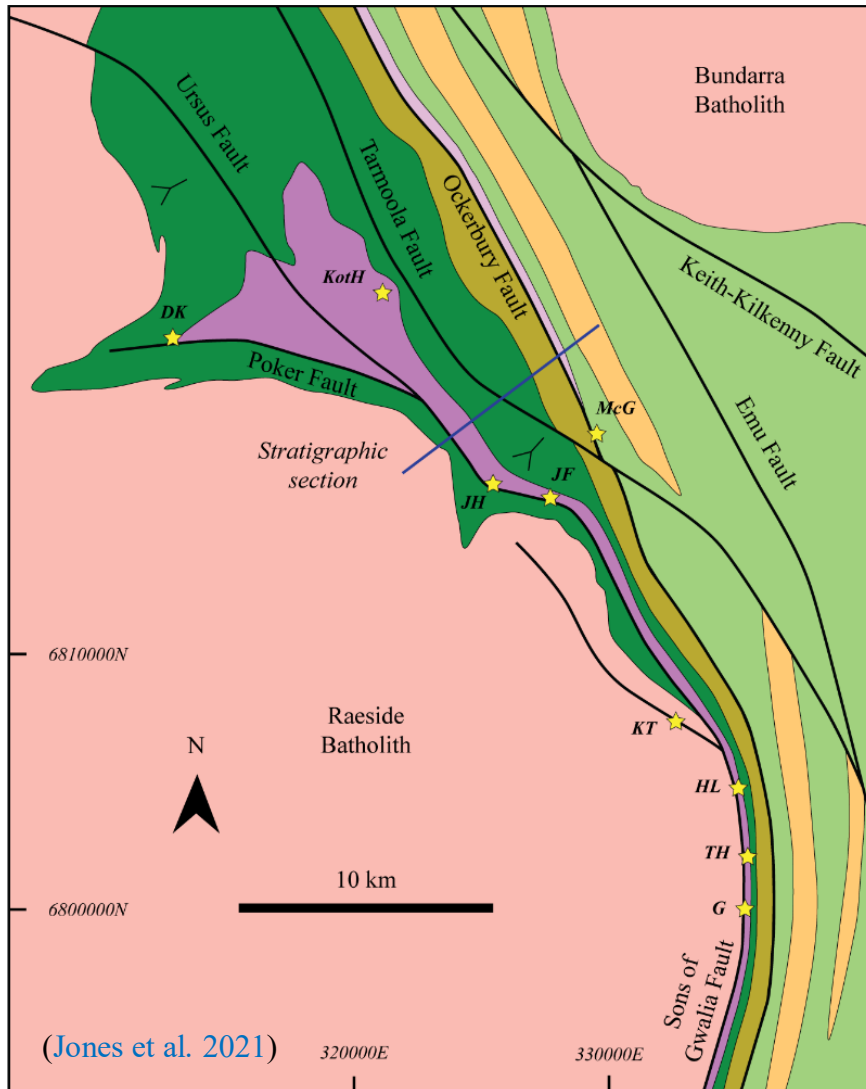 Bundarra
Batholith
Ursus Fault
Tarmoola Fault
Ockerbury Fault
Keith-Kilkenny Fault
KotH
DK
Poker Fault
McG
Emu Fault
Stratigraphic
section
JF
JH
6810000N
Raeside
Batholith
N
KT
HL
TH
10 km
6800000N
G
Sons of
Gwalia Fault
(Jones et al. 2021)
320000E
330000E